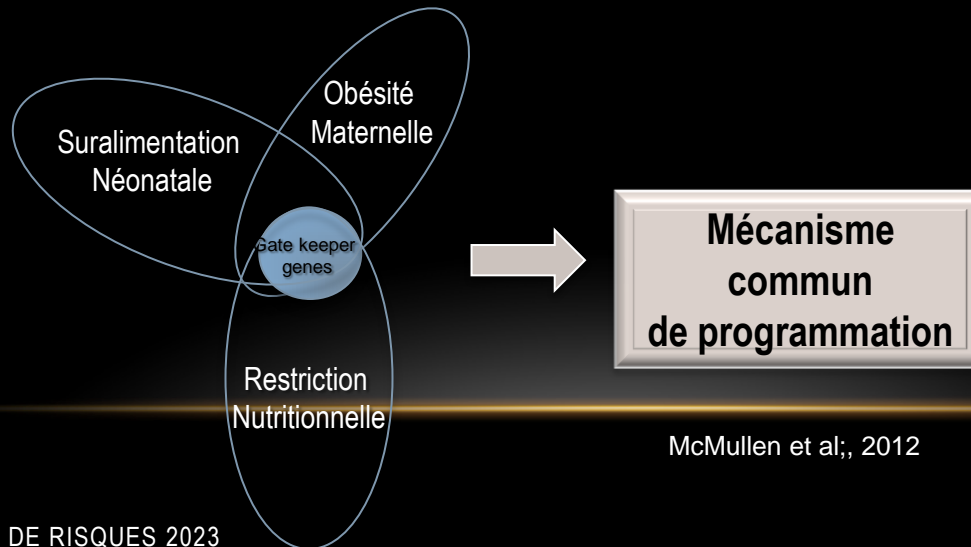 Obésité
Maternelle
Suralimentation
Néonatale
Gate keeper
genes
Restriction
Nutritionnelle
Mécanisme
commun
de programmation
McMullen et al;, 2012
DE RISQUES 2023